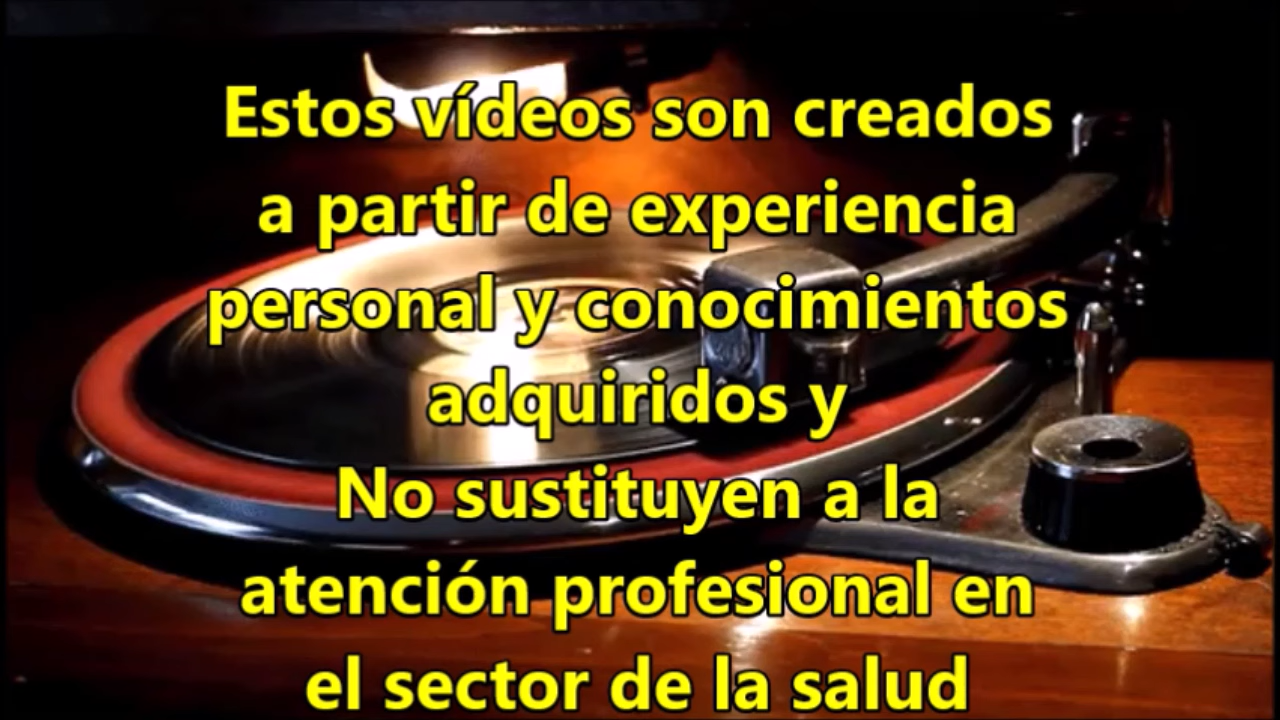 Estos vídeos son creados
a partir de experiencia
personal y conocimientos
adquiridos y
No sustituyen a la
atención profesional en
el sector de la salud